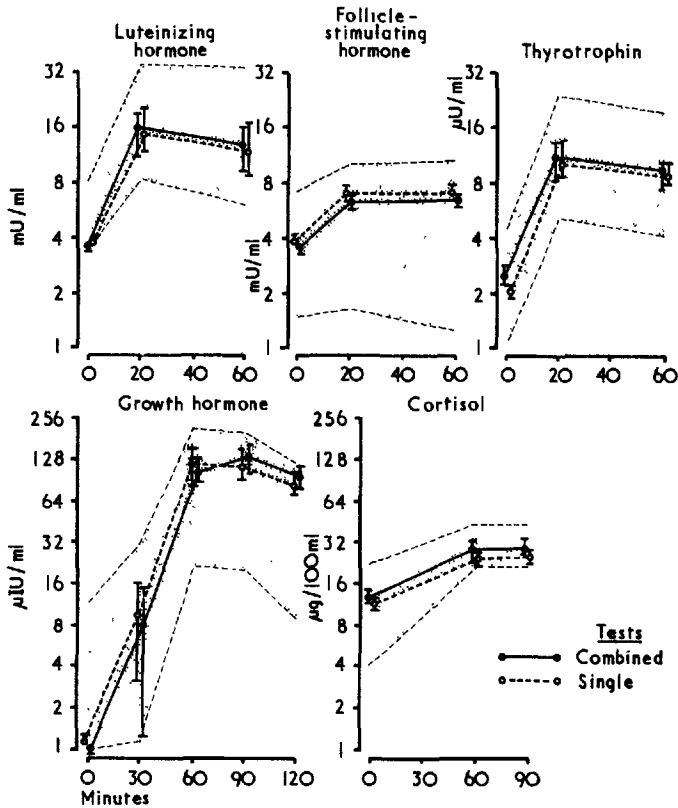 Luteinizing
hormone
Follicle-
stimulating
hormone
Thyrotrophin
32
16
8
4
2
1
mU/ml
0 20 40 60
32
16
8
4
2
1
mU/ml
0 20 40 60
32
16
8
4
2
1
µU/ml
0 20 40 60
Growth hormone
256
128
64
32
16
8
4
2
1
µIU/ml
0 30 60 90 120
Minutes
Cortisol
256
128
64
32
16
8
4
2
1
µg/100ml
0 30 60 90
Tests
Combined
Single